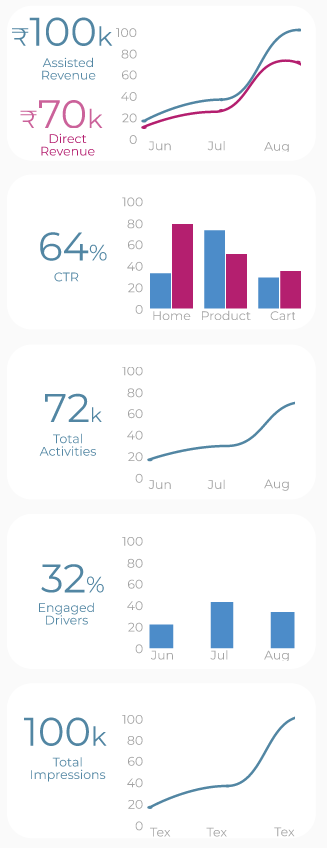 ₹100k
Assisted
Revenue
₹70k
Direct
Revenue
100
80
60
40
20
0
Jun Jul Aug
64%
CTR
100
80
60
40
20
0
Home Product Cart
72k
Total
Activities
100
80
60
40
20
0
Jun Jul Aug
32%
Engaged
Drivers
100
80
60
40
20
0
Jun Jul Aug
100k
Total
Impressions
100
80
60
40
20
0
Tex Tex Tex